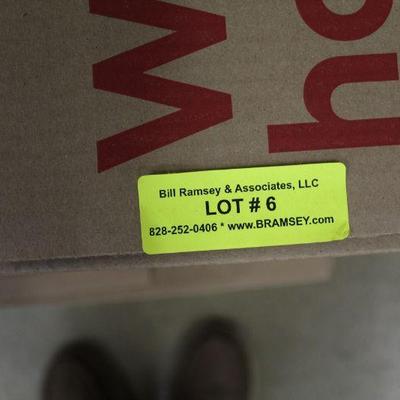 Bill Ramsey & Associates, LLC
LOT # 6
828-252-0406 * www.BRAMSEY.com